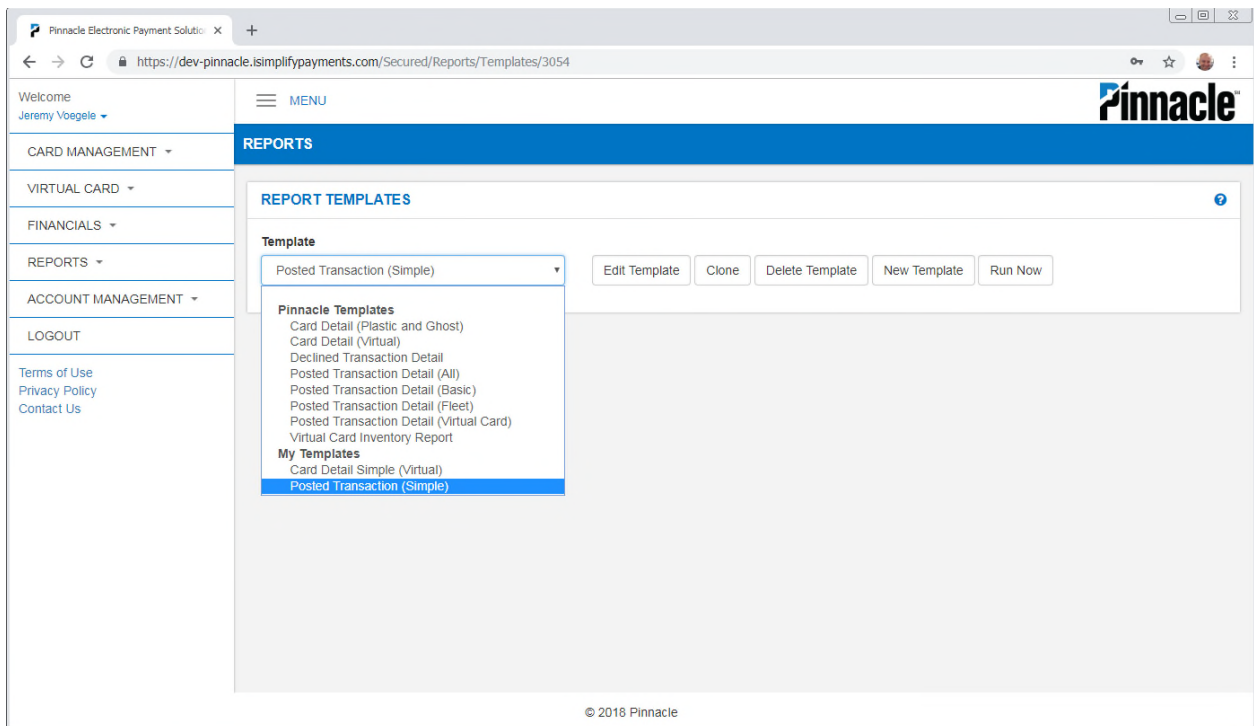 Pinnacle Electronic Payment Solutio
https://dev-pinnacle.isimplifypayments.com/Secured/Reports/Templates/3054
Welcome
Jeremy Voegele
MENU
Pinnacle
CARD MANAGEMENT
VIRTUAL CARD
FINANCIALS
REPORTS
ACCOUNT MANAGEMENT
LOGOUT
Terms of Use
Privacy Policy
Contact Us
REPORTS
REPORT TEMPLATES
?
Template
Posted Transaction (Simple)
Edit Template
Clone
Delete Template
New Template
Run Now
Pinnacle Templates
Card Detail (Plastic and Ghost)
Card Detail (Virtual)
Declined Transaction Detail
Posted Transaction Detail (All)
Posted Transaction Detail (Basic)
Posted Transaction Detail (Fleet)
Posted Transaction Detail (Virtual Card)
Virtual Card Inventory Report
My Templates
Card Detail Simple (Virtual)
Posted Transaction (Simple)
© 2018 Pinnacle